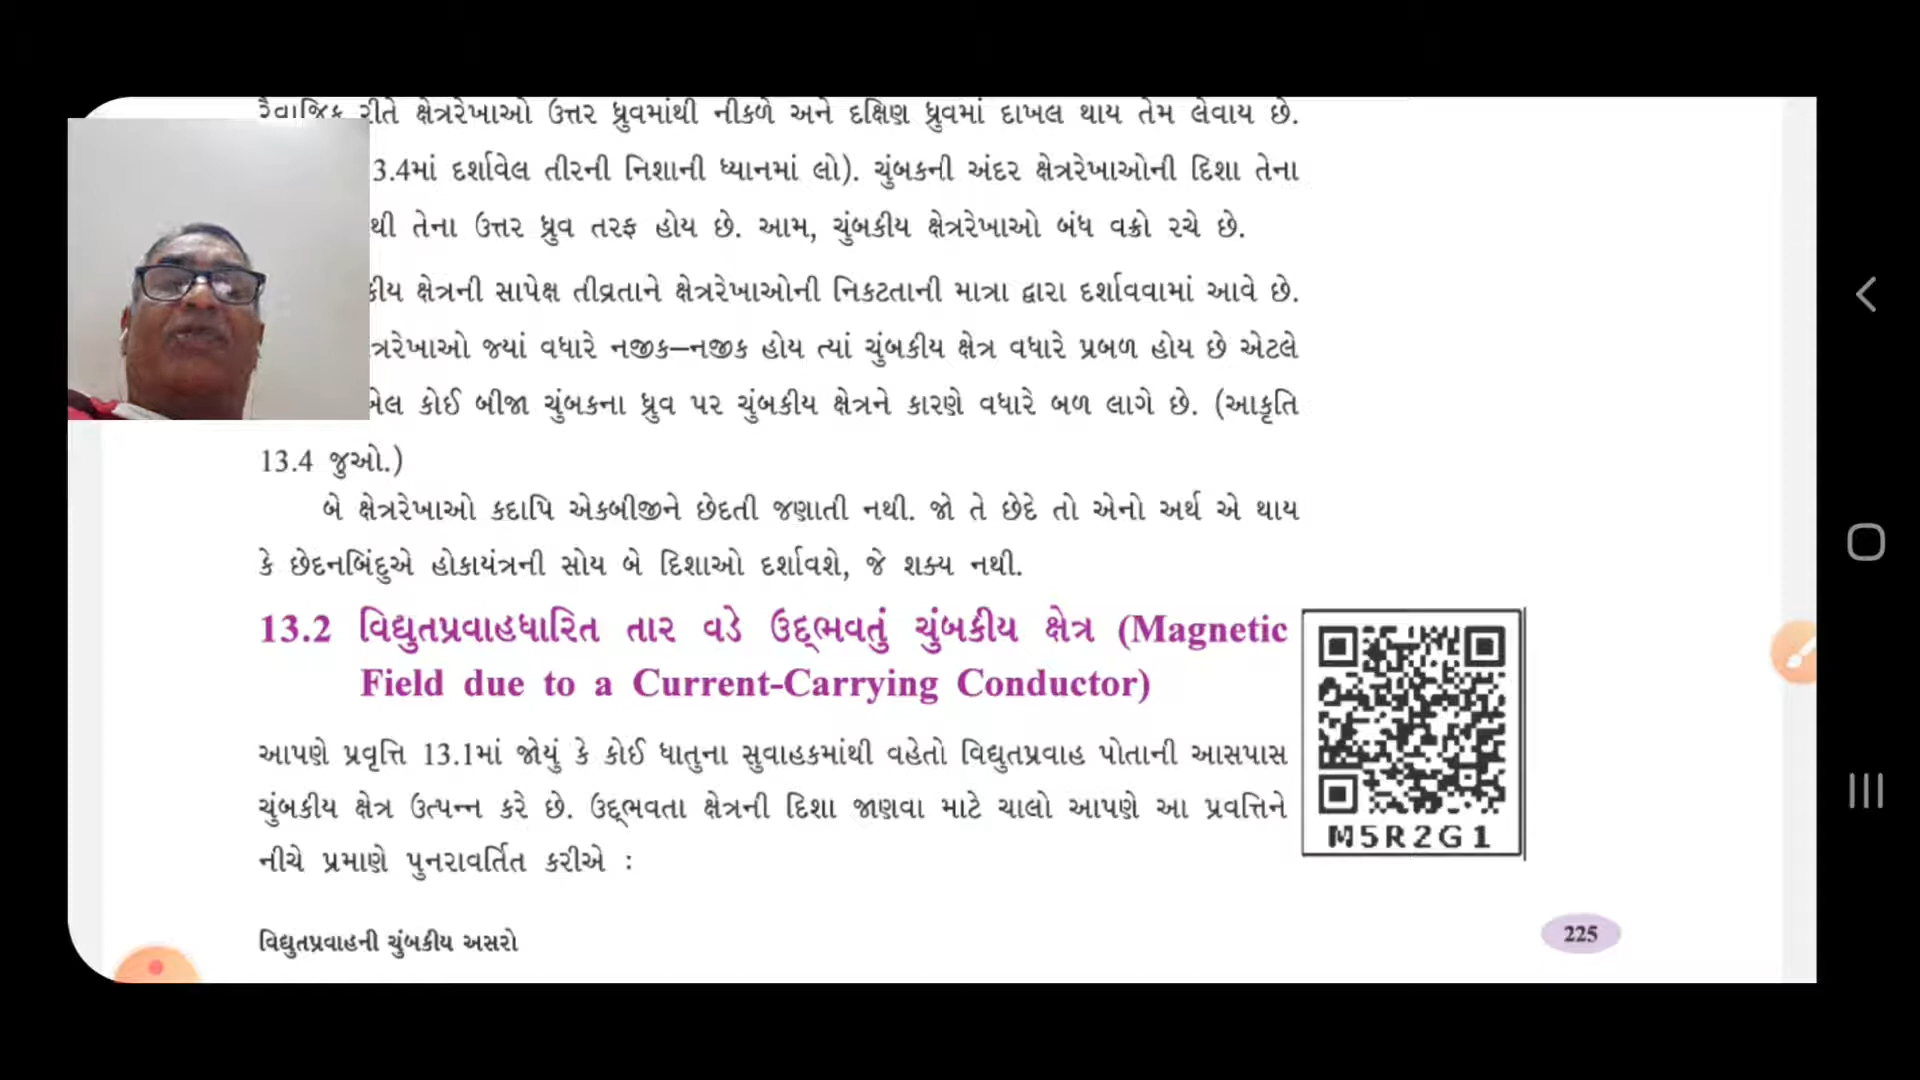 રૈવાજિક રીતે ક્ષેત્રરેખાઓ ઉત્તર ધ્રુવમાંથી નીકળે અને દક્ષિણ ધ્રુવમાં દાખલ થાય તેમ લેવાય છે.
13.4માં દર્શાવેલ તીરની નિશાની ધ્યાનમાં લો). ચુંબકની અંદર ક્ષેત્રરેખાઓની દિશા તેના
થી તેના ઉત્તર ધ્રુવ તરફ હોય છે. આમ, ચુંબકીય ક્ષેત્રરેખાઓ બંધ વક્રો રચે છે.
કીય ક્ષેત્રની સાપેક્ષ તીવ્રતાને ક્ષેત્રરેખાઓની નિકટતાની માત્રા દ્વારા દર્શાવવામાં આવે છે.
ત્રરેખાઓ જ્યાં વધારે નજીક–નજીક હોય ત્યાં ચુંબકીય ક્ષેત્ર વધારે પ્રબળ હોય છે એટલે
ખેલ કોઈ બીજા ચુંબકના ધ્રુવ પર ચુંબકીય ક્ષેત્રને કારણે વધારે બળ લાગે છે. (આકૃતિ
13.4 જુઓ.)
બે ક્ષેત્રરેખાઓ કદાપિ એકબીજીને છેદતી જણાતી નથી. જો તે છેદે તો એનો અર્થ એ થાય
કે છેદનબિંદુએ હોકાયંત્રની સોય બે દિશાઓ દર્શાવશે, જે શક્ય નથી.
13.2 વિદ્યુતપ્રવાહધારિત તાર વડે ઉદ્‌ભવતું ચુંબકીય ક્ષેત્ર (Magnetic
Field due to a Current-Carrying Conductor)
આપણે પ્રવૃત્તિ 13.1માં જોયું કે કોઈ ધાતુના સુવાહકમાંથી વહેતો વિદ્યુતપ્રવાહ પોતાની આસપાસ
ચુંબકીય ક્ષેત્ર ઉત્પન્ન કરે છે. ઉદ્‌ભવતા ક્ષેત્રની દિશા જાણવા માટે ચાલો આપણે આ પ્રવત્તિને
નીચે પ્રમાણે પુનરાવર્તિત કરીએ :
M5R2G1
વિદ્યુતપ્રવાહની ચુંબકીય અસરો
225